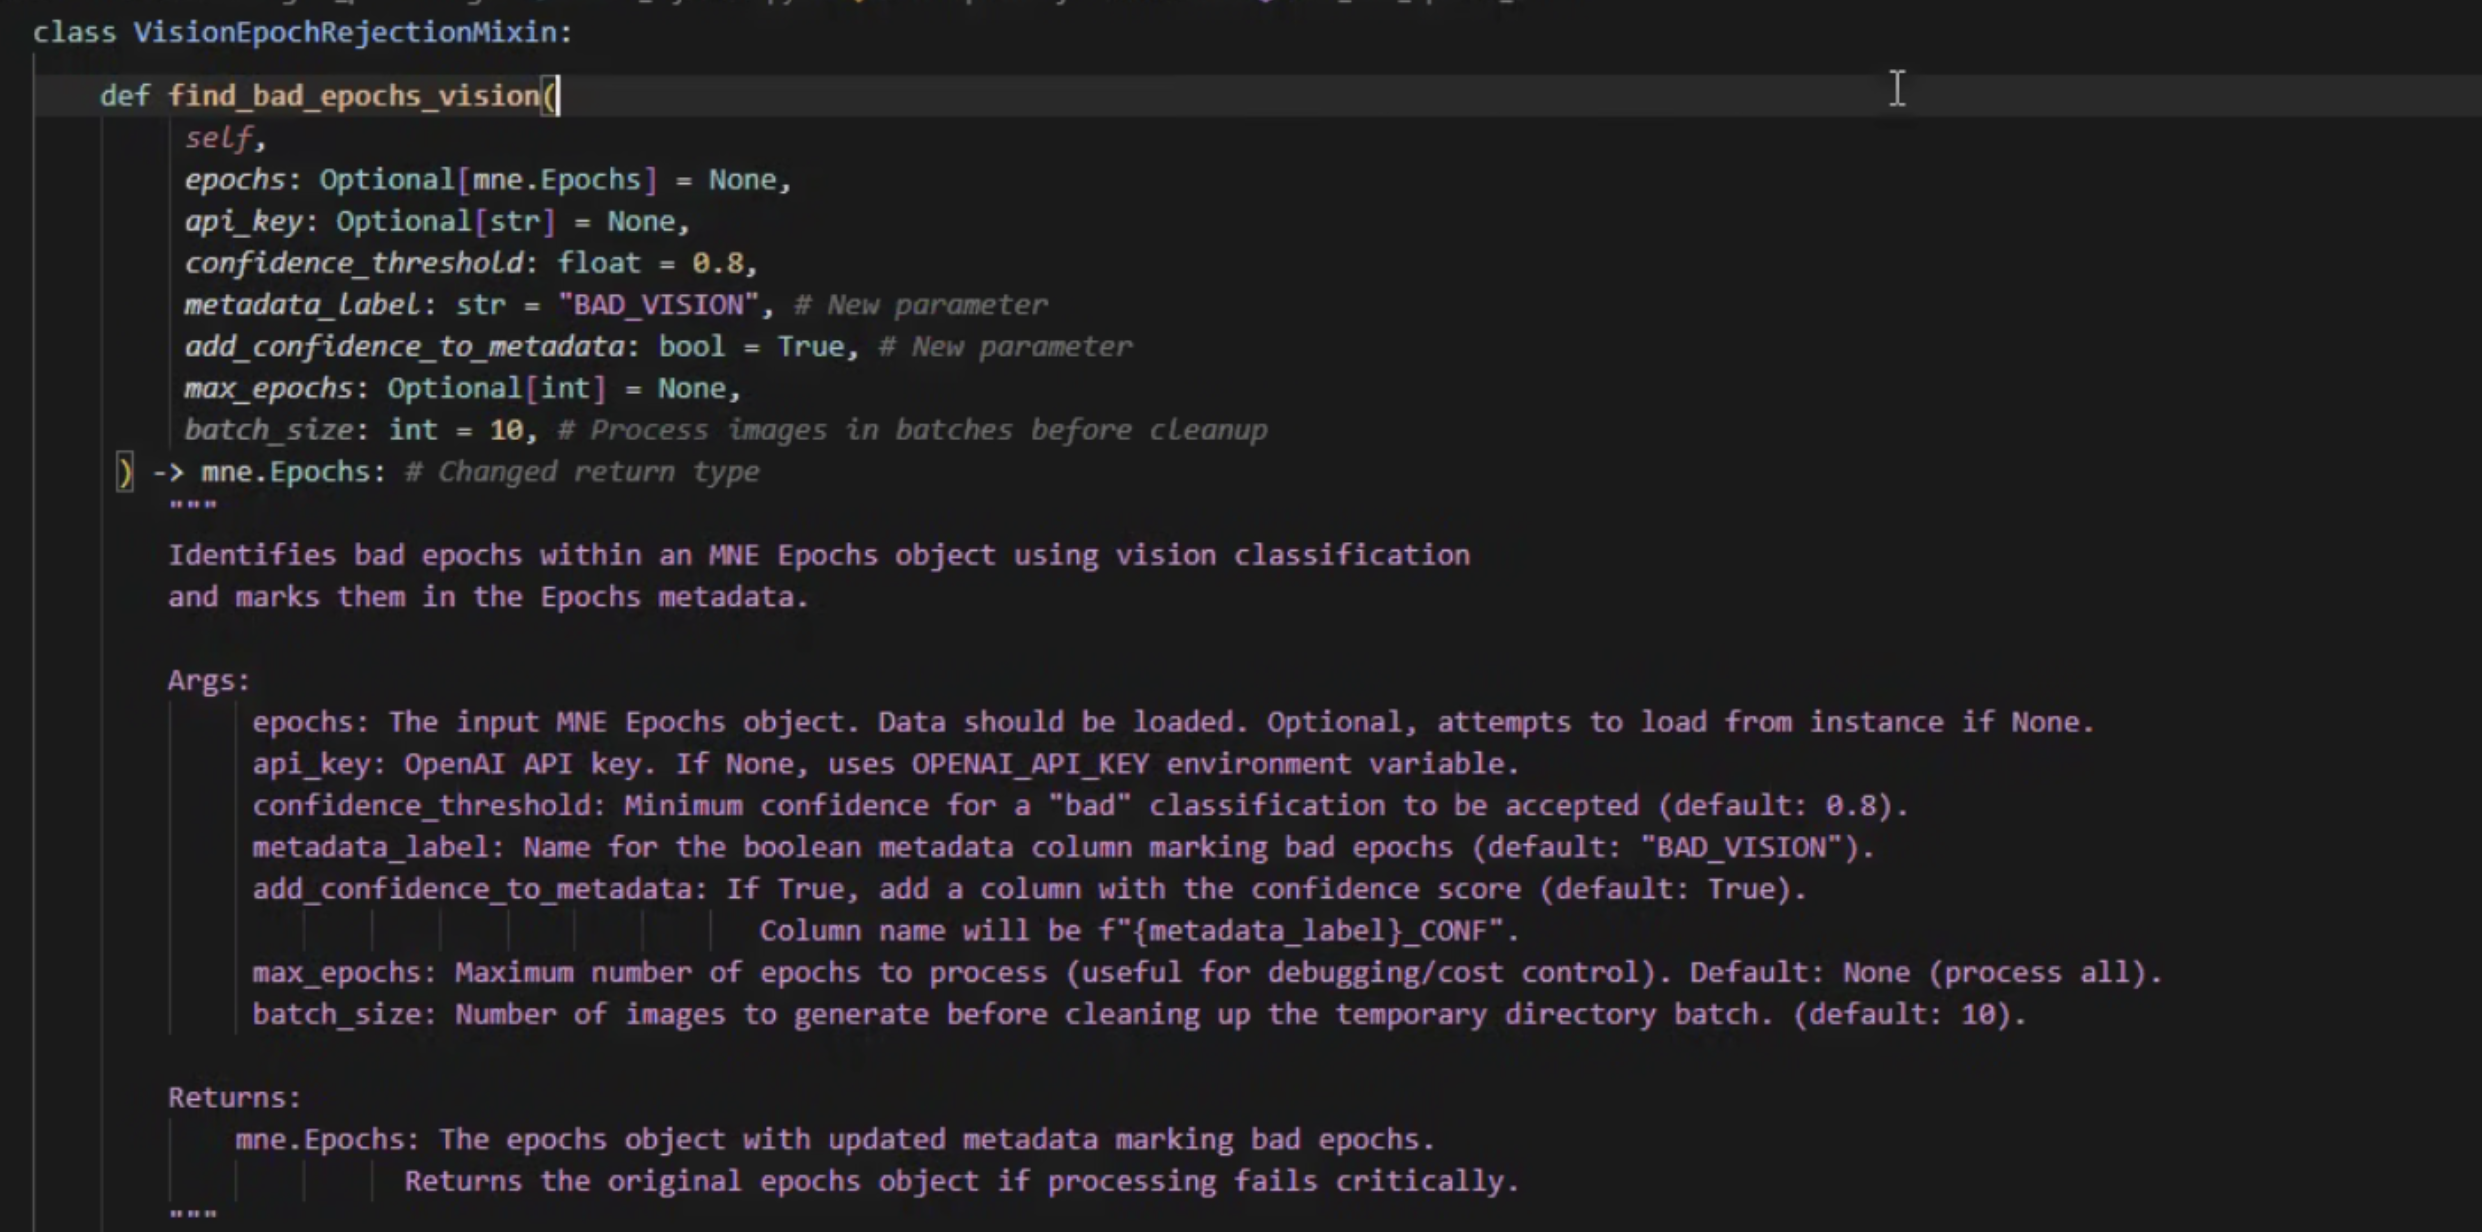 class VisionEpochRejectionMixin:
def find_bad_epochs_vision(
self,
epochs: Optional[mne.Epochs] = None,
api_key: Optional[str] = None,
confidence_threshold: float = 0.8,
metadata_label: str = "BAD_VISION", # New parameter
add_confidence_to_metadata: bool = True, # New parameter
max_epochs: Optional[int] = None,
batch_size: int = 10, # Process images in batches before cleanup
) -> mne.Epochs: # Changed return type
"""
Identifies bad epochs within an MNE Epochs object using vision classification
and marks them in the Epochs metadata.
Args:
epochs: The input MNE Epochs object. Data should be loaded. Optional, attempts to load from instance if None.
api_key: OpenAI API key. If None, uses OPENAI_API_KEY environment variable.
confidence_threshold: Minimum confidence for a "bad" classification to be accepted (default: 0.8).
metadata_label: Name for the boolean metadata column marking bad epochs (default: "BAD_VISION").
add_confidence_to_metadata: If True, add a column with the confidence score (default: True).
Column name will be f"{metadata_label}_CONF".
max_epochs: Maximum number of epochs to process (useful for debugging/cost control). Default: None (process all).
batch_size: Number of images to generate before cleaning up the temporary directory batch. (default: 10).
Returns:
mne.Epochs: The epochs object with updated metadata marking bad epochs.
Returns the original epochs object if processing fails critically.
"""